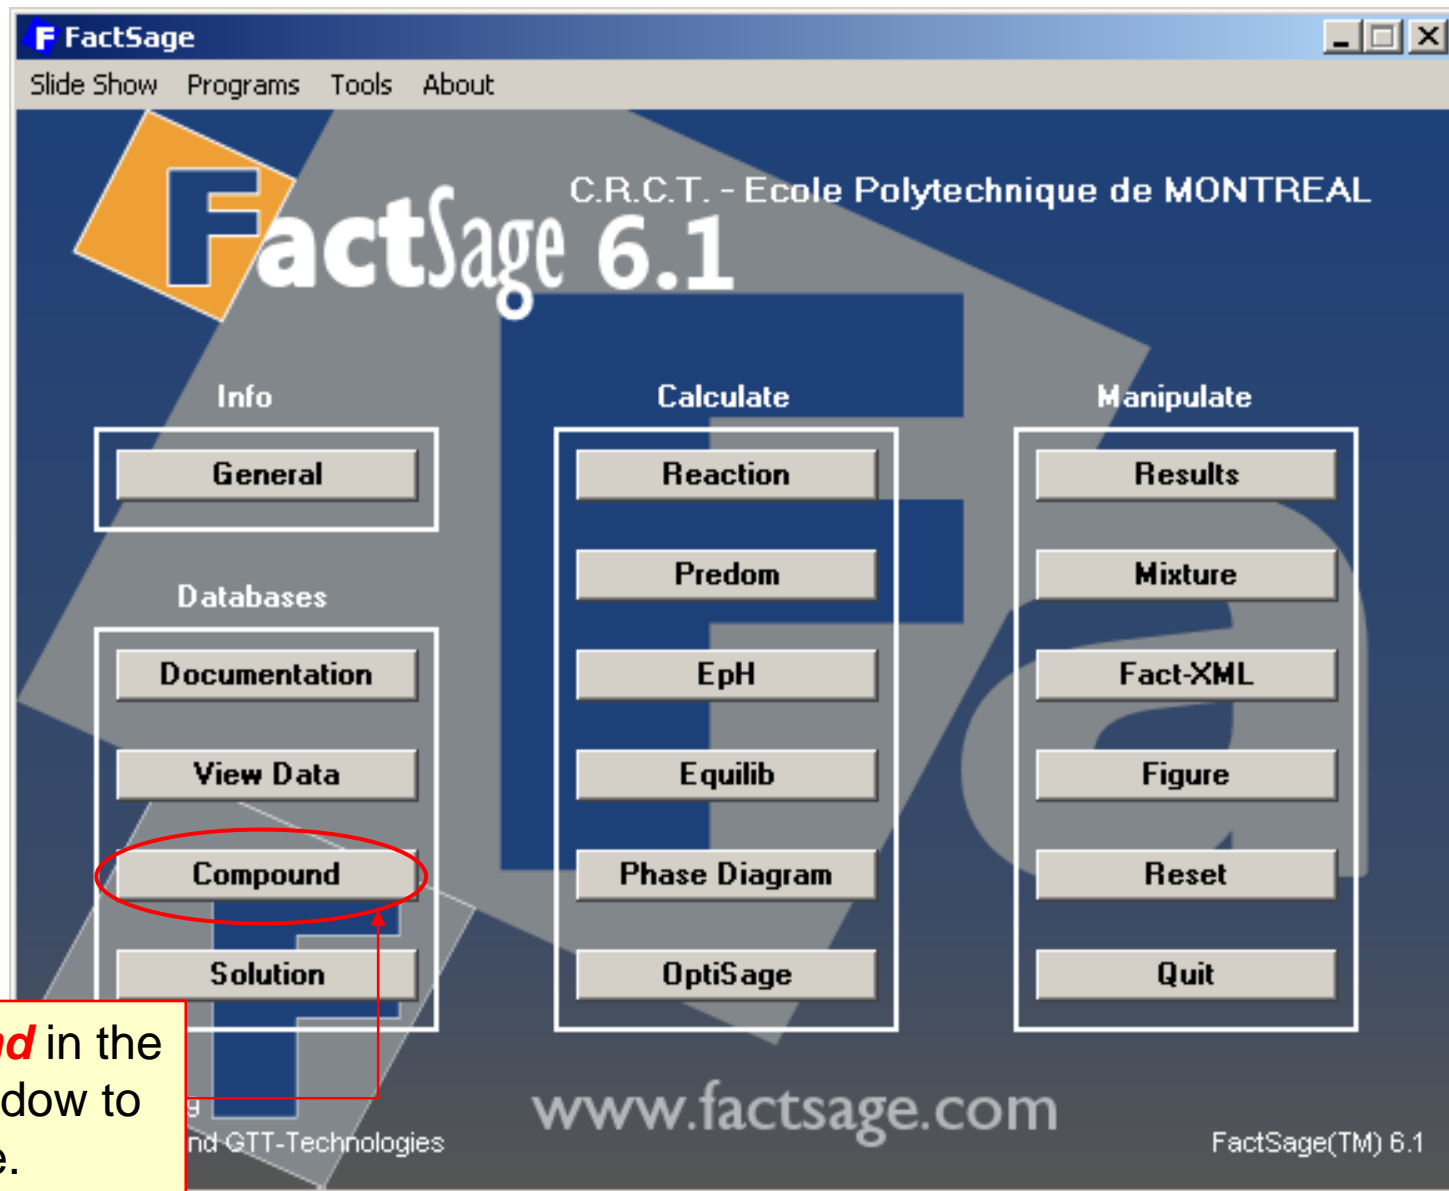 FactSage
Slide Show Programs Tools About
C.R.C.T. - Ecole Polytechnique de MONTREAL
FactSage 6.1
Info
General
Databases
Documentation
View Data
Compound
Solution
Calculate
Reaction
Predom
EpH
Equilib
Phase Diagram
OptiSage
Manipulate
Results
Mixture
Fact-XML
Figure
Reset
Quit
in the
to
GTT-Technologies
www.factsage.com
FactSage(TM) 6.1